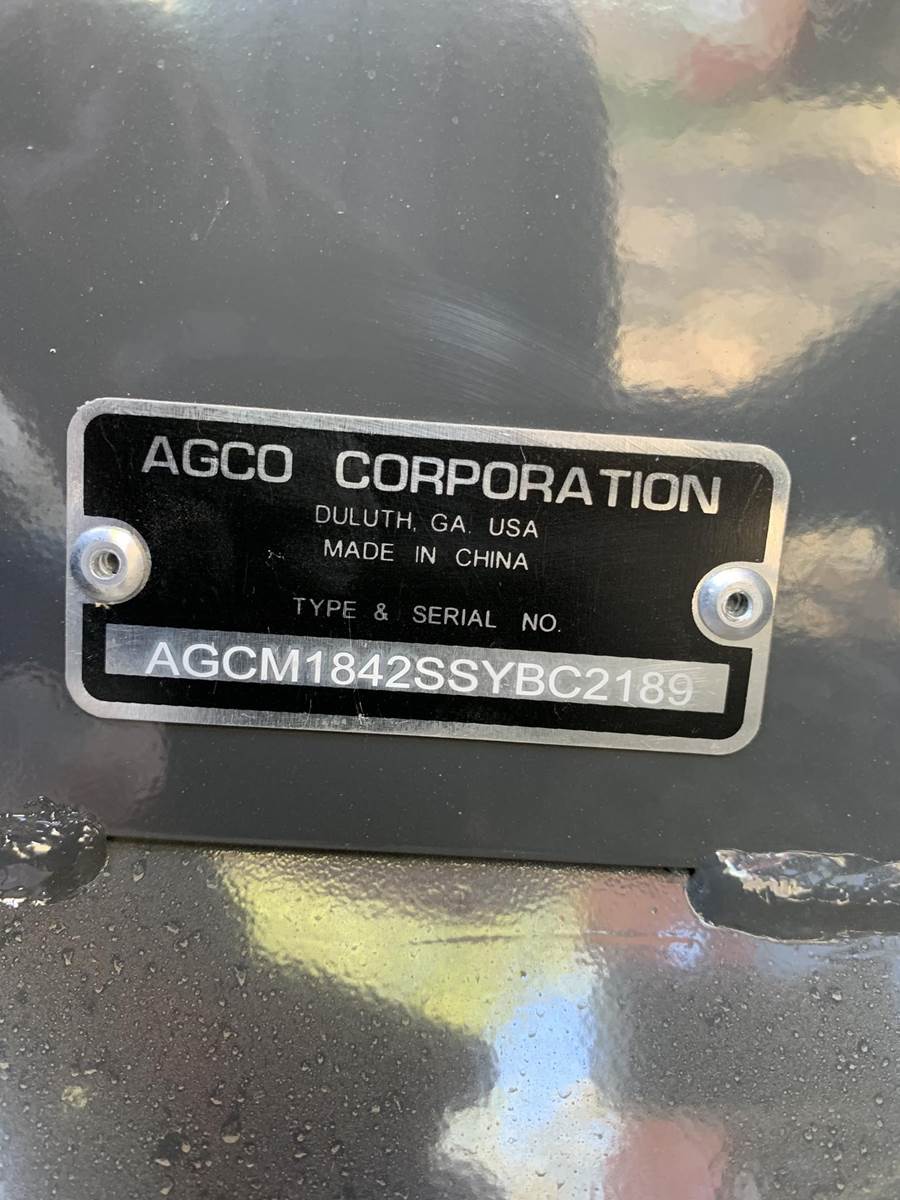 AGCO CORPORATION
DULUTH, GA. USA
MADE IN CHINA
TYPE & SERIAL NO.
AGCM1842SSYBC2189